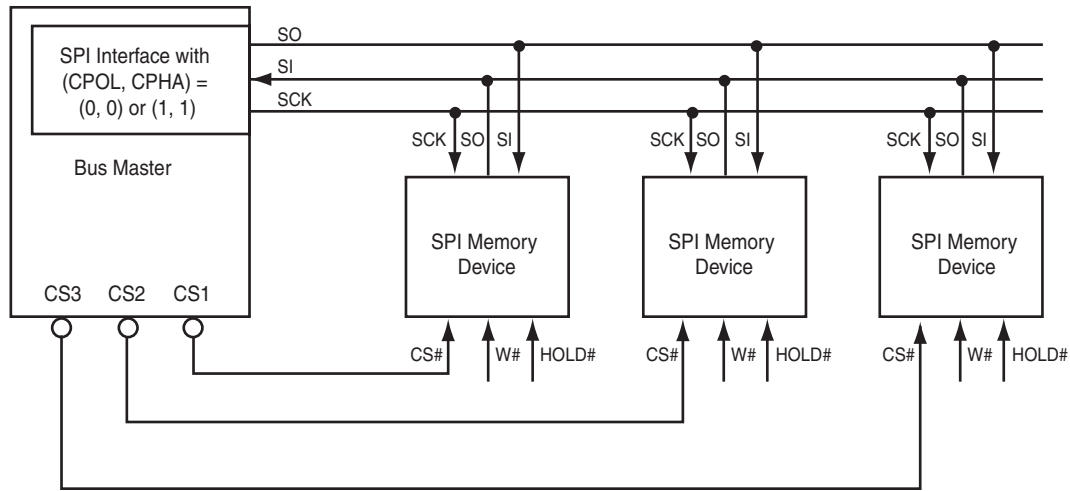 SPI Interface with
(CPOL, CPHA) =
(0, 0) or (1, 1)
Bus Master
CS3 CS2 CS1
SO
SI
SCK
SCK SO SI
SCK SO SI
SCK SO SI
SPI Memory
Device
SPI Memory
Device
SPI Memory
Device
CS# W# HOLD#
CS# W# HOLD#
CS# W# HOLD#